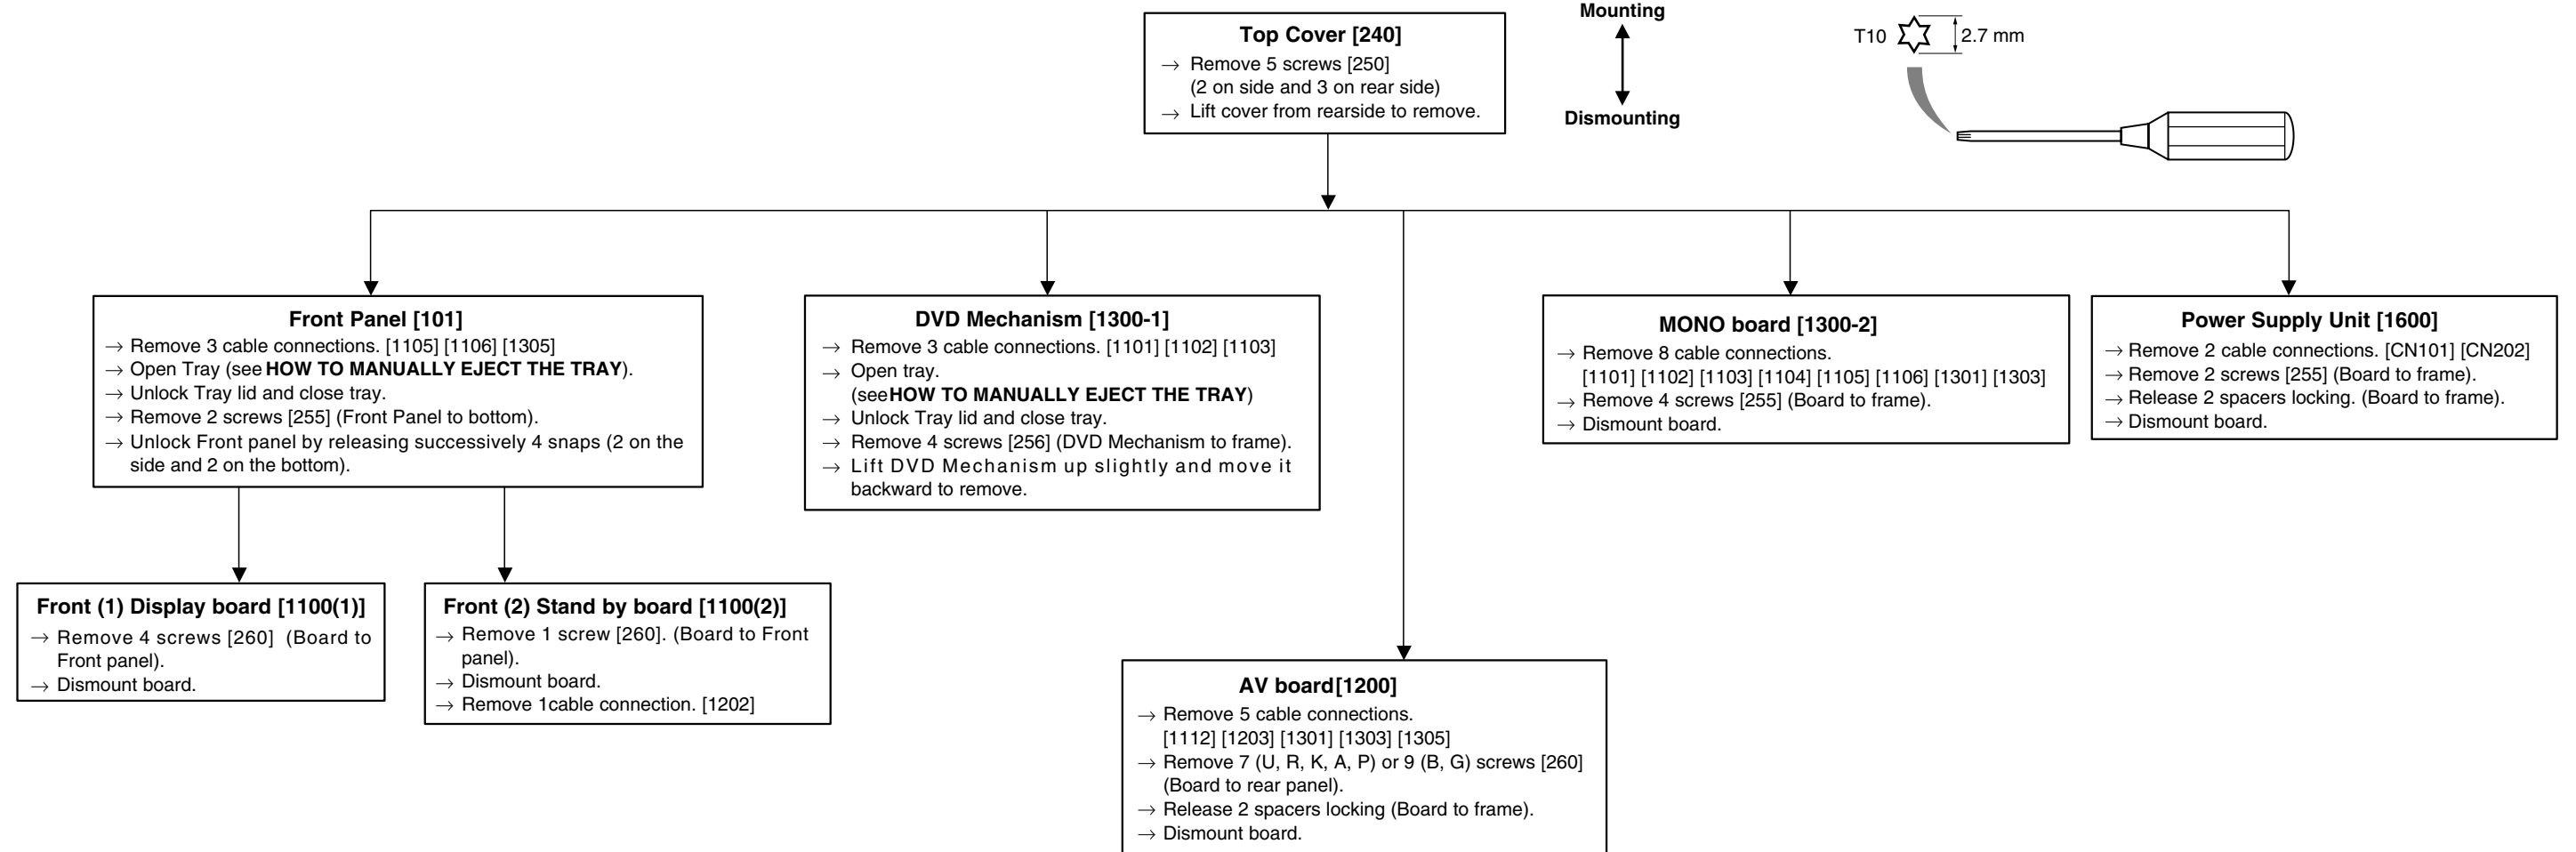 Top Cover [240]
→ Remove 5 screws [250]
(2 on side and 3 on rear side)
→ Lift cover from rearside to remove.
Mounting
Dismounting
T10
2.7 mm
Front Panel [101]
→ Remove 3 cable connections. [1105] [1106] [1305]
→ Open Tray (see HOW TO MANUALLY EJECT THE TRAY).
→ Unlock Tray lid and close tray.
→ Remove 2 screws [255] (Front Panel to bottom).
→ Unlock Front panel by releasing successively 4 snaps (2 on the
side and 2 on the bottom).
DVD Mechanism [1300-1]
→ Remove 3 cable connections. [1101] [1102] [1103]
→ Open tray.
(see HOW TO MANUALLY EJECT THE TRAY)
→ Unlock Tray lid and close tray.
→ Remove 4 screws [256] (DVD Mechanism to frame).
→ Lift DVD Mechanism up slightly and move it
backward to remove.
MONO board [1300-2]
→ Remove 8 cable connections.
[1101] [1102] [1103] [1104] [1105] [1106] [1301] [1303]
→ Remove 4 screws [255] (Board to frame).
→ Dismount board.
Power Supply Unit [1600]
→ Remove 2 cable connections. [CN101] [CN202]
→ Remove 2 screws [255] (Board to frame).
→ Release 2 spacers locking. (Board to frame).
→ Dismount board.
Front (1) Display board [1100(1)]
→ Remove 4 screws [260] (Board to
Front panel).
→ Dismount board.
Front (2) Stand by board [1100(2)]
→ Remove 1 screw [260]. (Board to Front
panel).
→ Dismount board.
→ Remove 1cable connection. [1202]
AV board[1200]
→ Remove 5 cable connections.
[1112] [1203] [1301] [1303] [1305]
→ Remove 7 (U, R, K, A, P) or 9 (B, G) screws [260]
(Board to rear panel).
→ Release 2 spacers locking (Board to frame).
→ Dismount board.